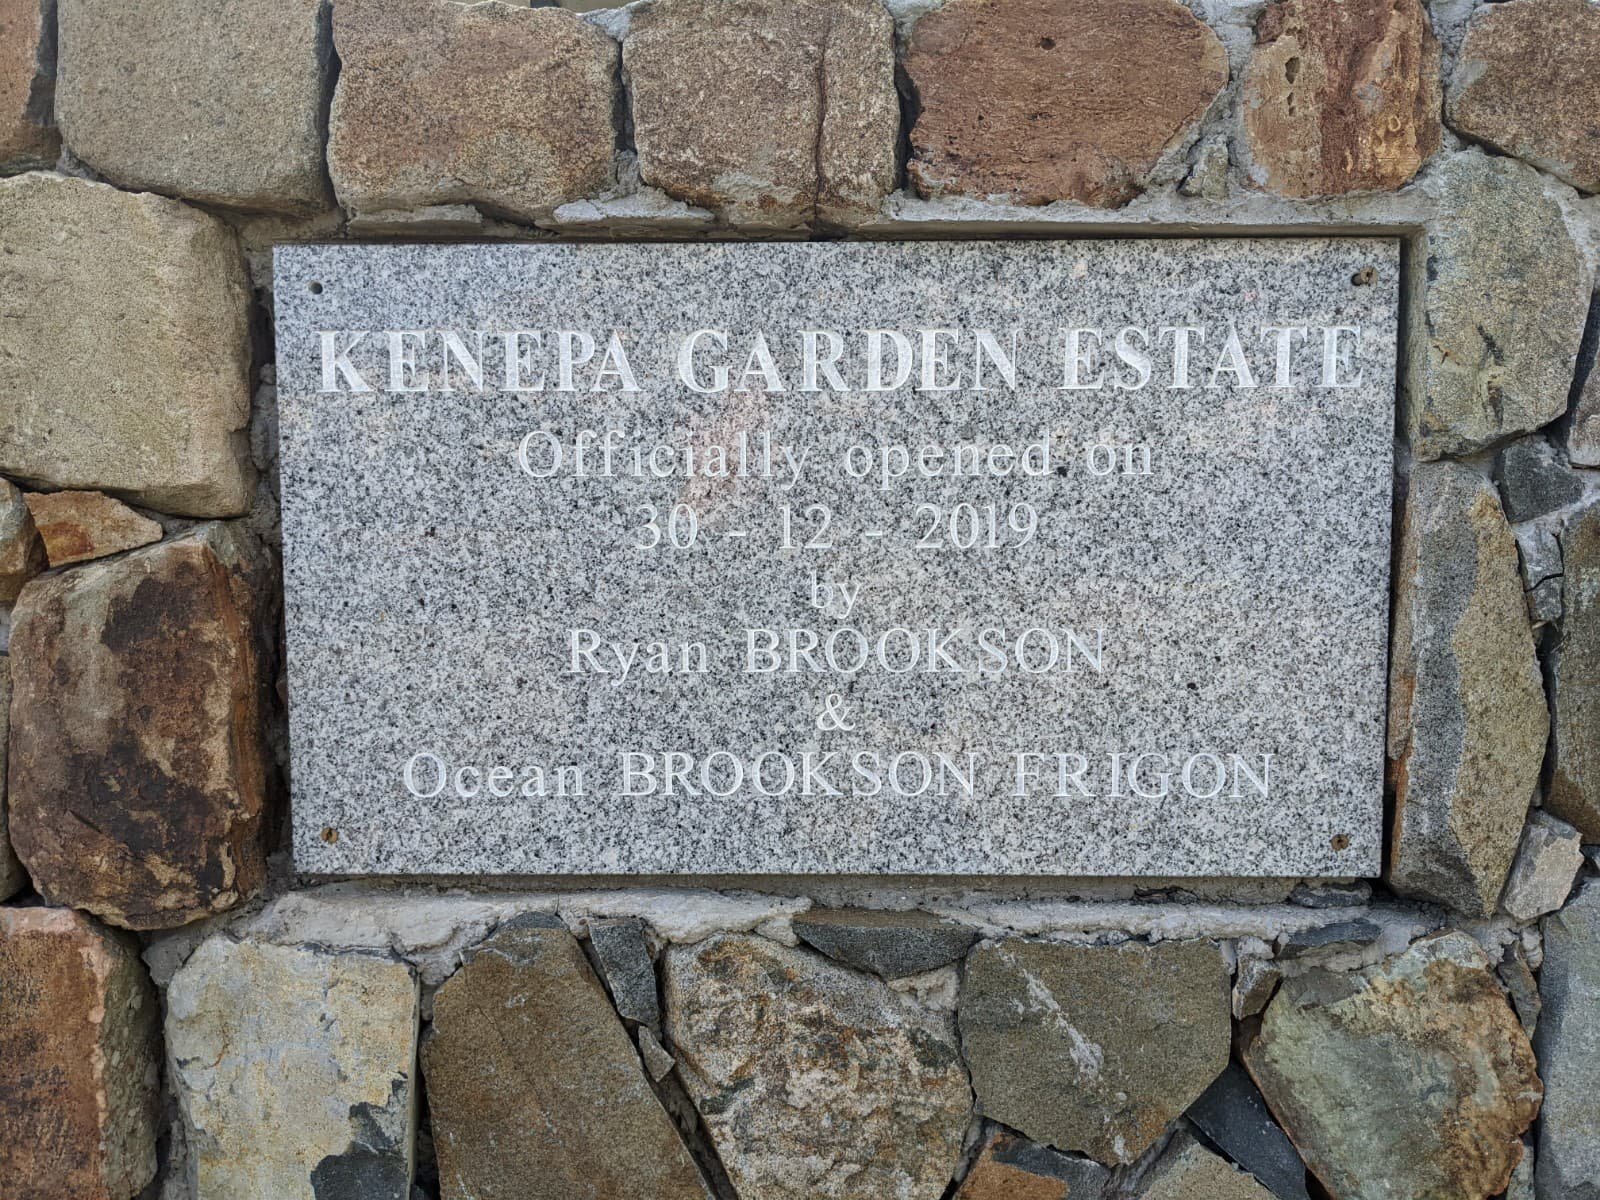 KENEPA GARDEN ESTATE
Officially opened on
30 - 12 - 2019
by
Ryan BROOKSON
&
Ocean BROOKSON FRIGON